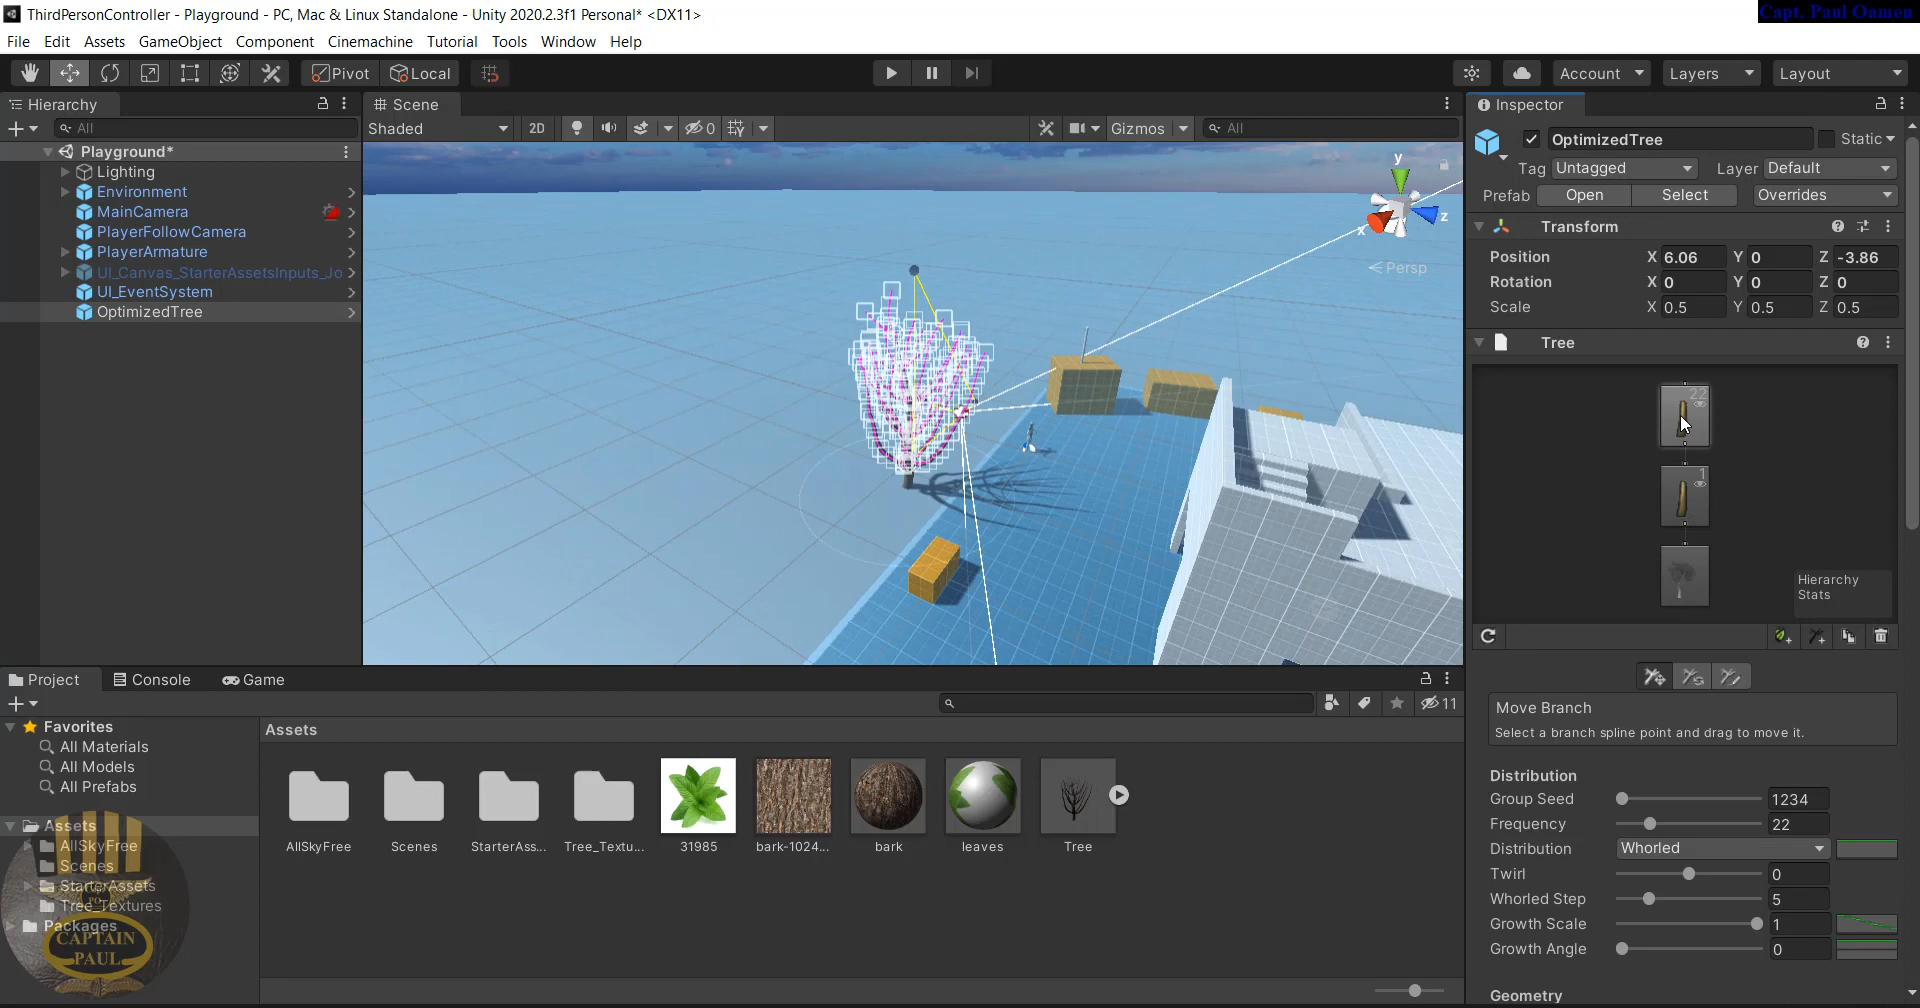 ThirdPersonController - Playground - PC, Mac & Linux Standalone - Unity 2020.2.3f1 Personal* <DX11>
Capt. Paul Oamen
File Edit Assets GameObject Component Cinemachine Tutorial Tools Window Help
Pivot Local Account Layers Layout
Hierarchy
All
Playground*
Lighting
Environment
MainCamera
PlayerFollowCamera
PlayerArmature
UI_Canvas_StarterAssetsInputs_Jo
UI_EventSystem
OptimizedTree
Scene
Shaded 2D 0 Gizmos All
y
z
x
Persp
Inspector
OptimizedTree Static
Tag Untagged Layer Default
Prefab Open Select Overrides
Transform
Position X 6.06 Y 0 Z -3.86
Rotation X 0 Y 0 Z 0
Scale X 0.5 Y 0.5 Z 0.5
Tree
22
1
Hierarchy
Stats
Move Branch
Select a branch spline point and drag to move it.
Distribution
Group Seed 1234
Frequency 22
Distribution Whorled
Twirl 0
Whorled Step 5
Growth Scale 1
Growth Angle 0
Geometry
Project Console Game
11
Favorites
All Materials
All Models
All Prefabs
Assets
AllSkyFree
Scenes
StarterAssets
Tree_Textures
Packages
CAPTAIN
PAUL
Assets
AllSkyFree Scenes StarterAss... Tree_Textu... 31985 bark-1024... bark leaves Tree